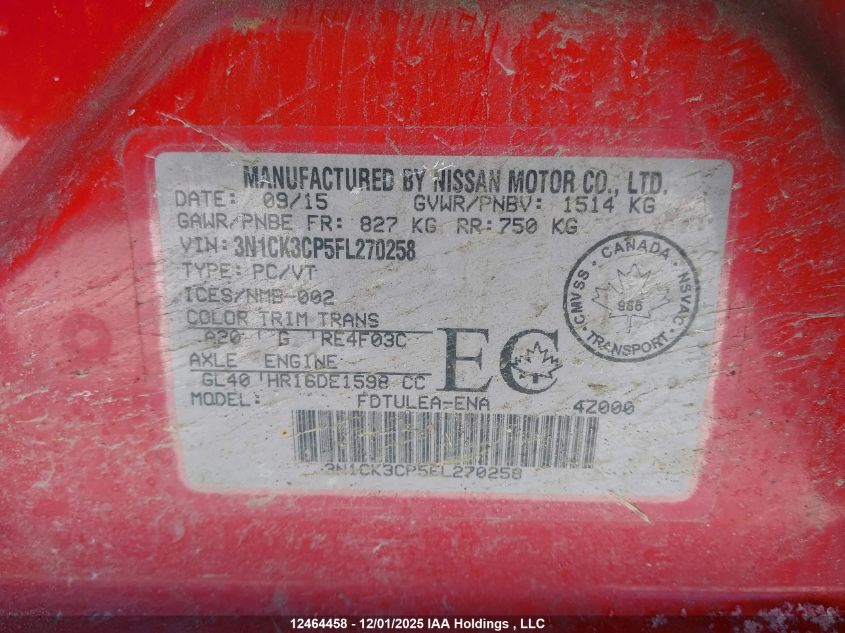 MANUFACTURED BY NISSAN MOTOR CO., LTD.
DATE: 09/15 GVWR/PNBV: 1514 KG
GAWR/PNBE FR: 827 KG RR: 750 KG
VIN: 3N1CK3CP5FL270258
TYPE: PC/VT
ICES/NMB-002
COLOR TRIM TRANS
A20 G RE4F03C
AXLE ENGINE
GL40 HR16DE1598 CC
MODEL: FDTULEA-ENA 4Z000
EC
CMVSS · CANADA · NSVAC · TRANSPORT ·
986
3N1CK3CP5FL270258
12464458 - 12/01/2025 IAA Holdings , LLC